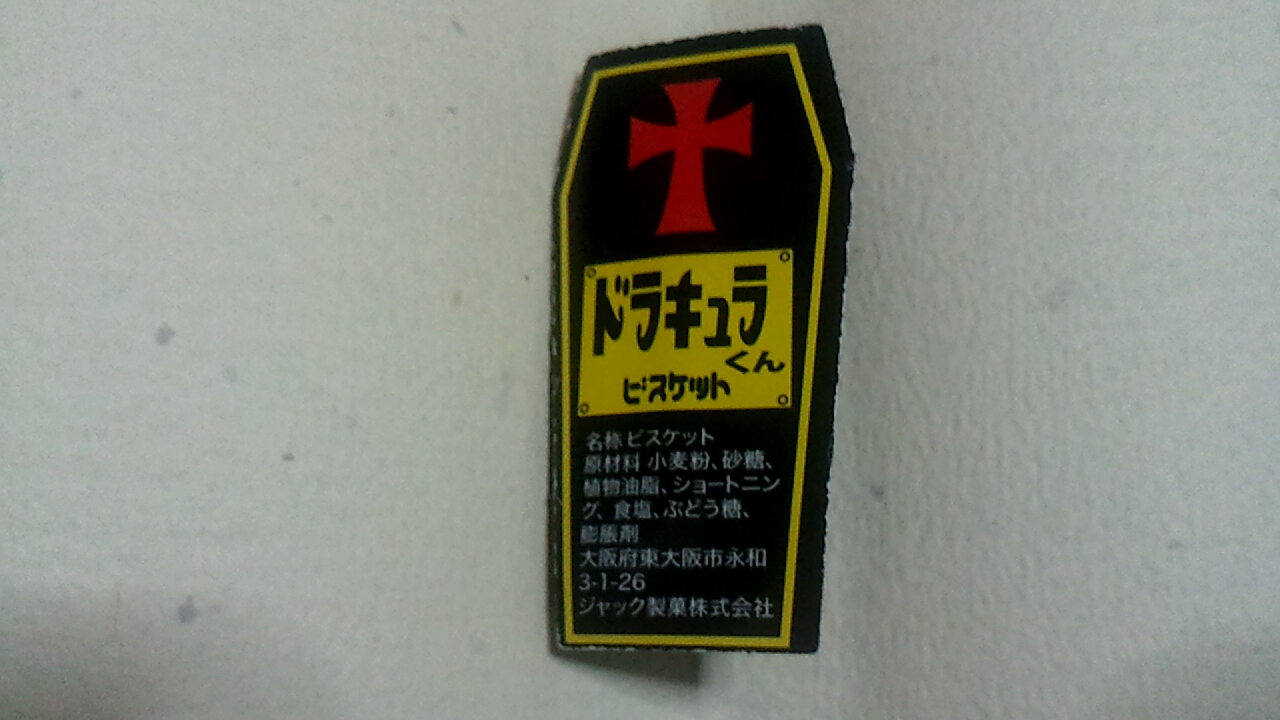 ドラキュラ
くん
ビスケット
名称 ビスケット
原材料 小麦粉、砂糖、
植物油脂、ショートニン
グ、食塩、ぶどう糖、
膨脹剤
大阪府東大阪市永和
3-1-26
ジャック製菓株式会社